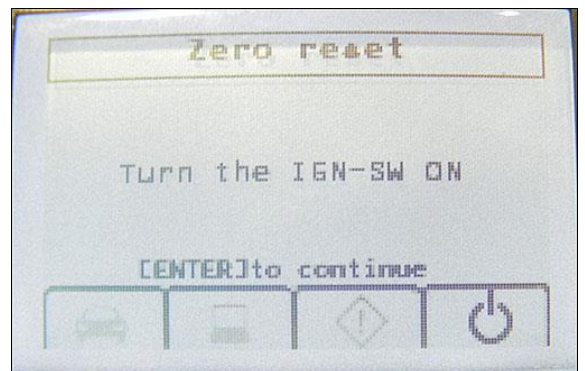 Zero reset
Turn the IGN-SW ON
[ENTER]to continue